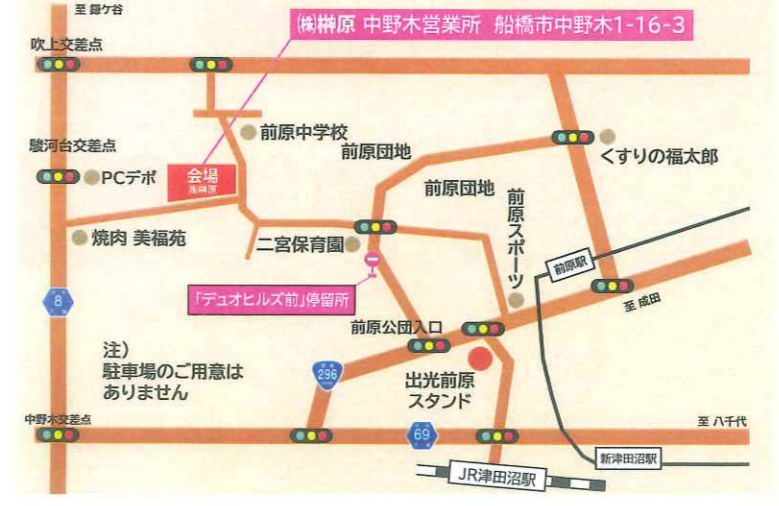 至 鎌ケ谷
㈱榊原 中野木営業所 船橋市中野木1-16-3
吹上交差点
前原中学校
駿河台交差点
前原団地
くすりの福太郎
PCデポ
会場
㈱榊原
前原団地
前原スポーツ
焼肉 美福苑
二宮保育園
前原駅
8
「デュオヒルズ前」停留所
至 成田
前原公団入口
注）
駐車場のご用意は
ありません
296
出光前原
スタンド
中野木交差点
69
至 八千代
新津田沼駅
JR津田沼駅